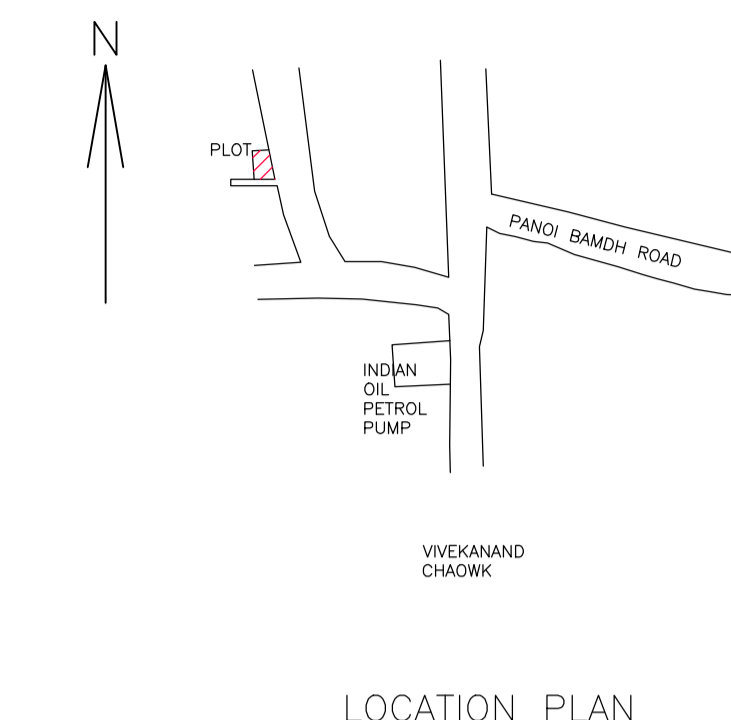 N
PLOT
PANOI BAMDH ROAD
INDIAN
OIL
PETROL
PUMP
VIVEKANAND
CHAOWK
LOCATION PLAN